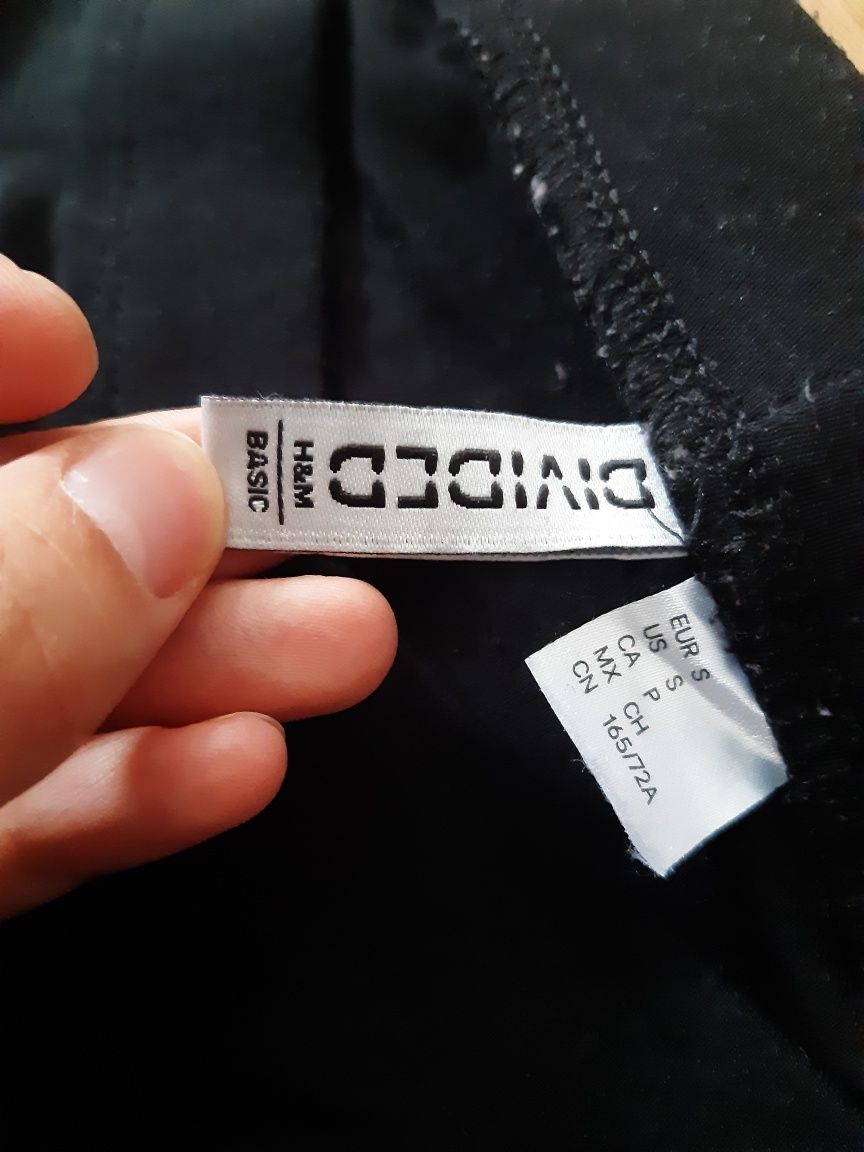 DIVIDED
H&M
BASIC
EUR S
US S
CA P
MX CH
CN 165/72A